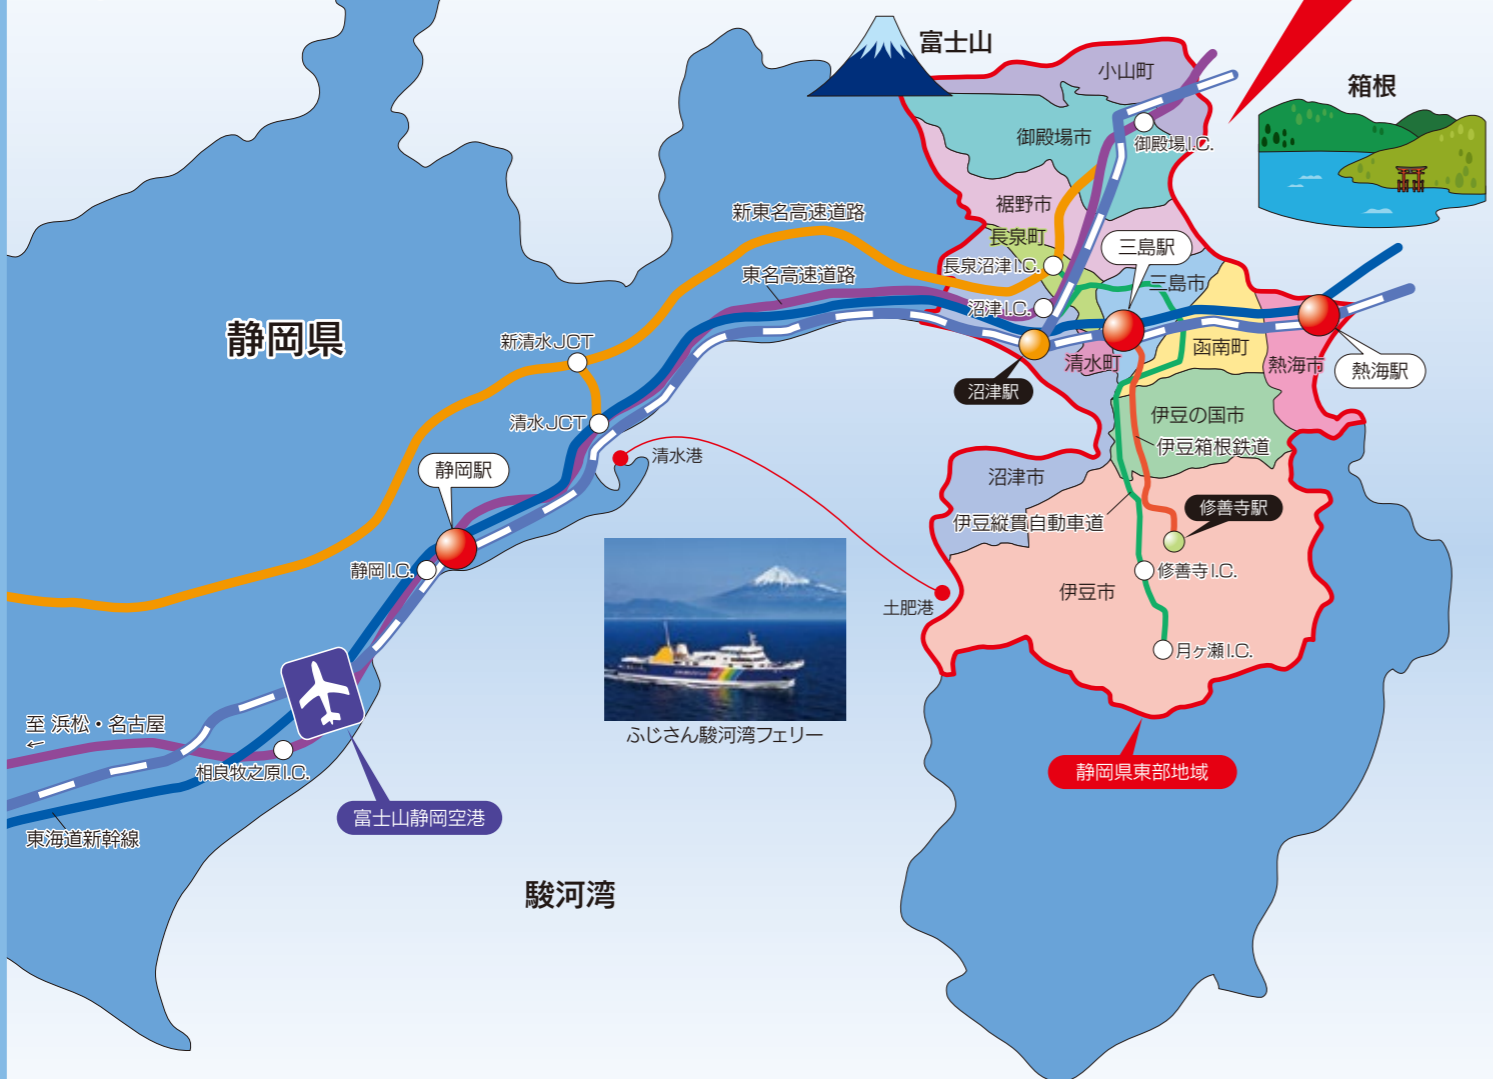 富士山
小山町
箱根
御殿場市
御殿場I.C.
裾野市
新東名高速道路
長泉町
三島駅
長泉沼津I.C.
東名高速道路
三島市
沼津I.C.
静岡県
新清水JCT
函南町
清水町
熱海市
熱海駅
沼津駅
清水JCT
伊豆の国市
伊豆箱根鉄道
清水港
静岡駅
沼津市
修善寺駅
伊豆縦貫自動車道
静岡I.C.
修善寺I.C.
伊豆市
土肥港
月ヶ瀬I.C.
至 浜松・名古屋
←
ふじさん駿河湾フェリー
相良牧之原I.C.
静岡県東部地域
富士山静岡空港
東海道新幹線
駿河湾